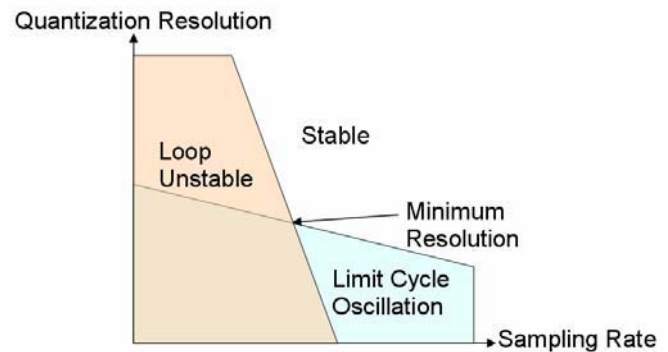 Quantization Resolution
Stable
Loop
Unstable
Minimum
Resolution
Limit Cycle
Oscillation
Sampling Rate